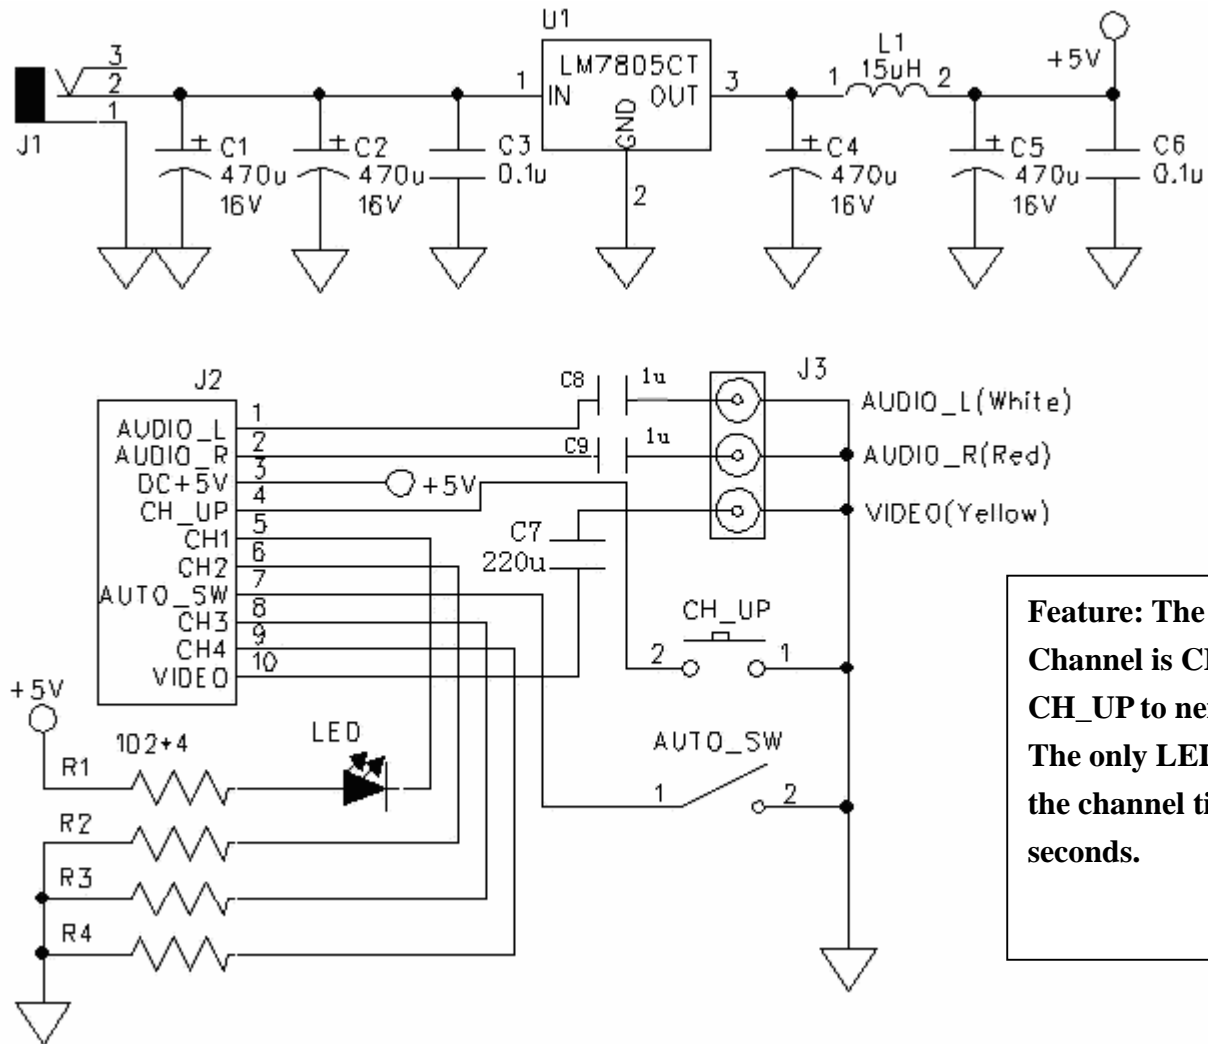 U1
LM7805CT
IN OUT
GND
1
3
2
3
2
1
J1
C1
470u
16V
C2
470u
16V
C3
0.1u
C4
470u
16V
L1
15uH
1
2
+5V
C5
470u
16V
C6
0.1u
J2
AUDIO_L
AUDIO_R
DC+5V
CH_UP
CH1
CH2
AUTO_SW
CH3
CH4
VIDEO
1
2
3
4
5
6
7
8
9
10
+5V
C8
1u
C9
1u
C7
220u
J3
AUDIO_L(White)
AUDIO_R(Red)
VIDEO(Yellow)
CH_UP
2
1
AUTO_SW
1
2
+5V
102*4
LED
R1
R2
R3
R4
+
+
+
+
Feature: The
Channel is
CH_UP to
The only
the channel
seconds.